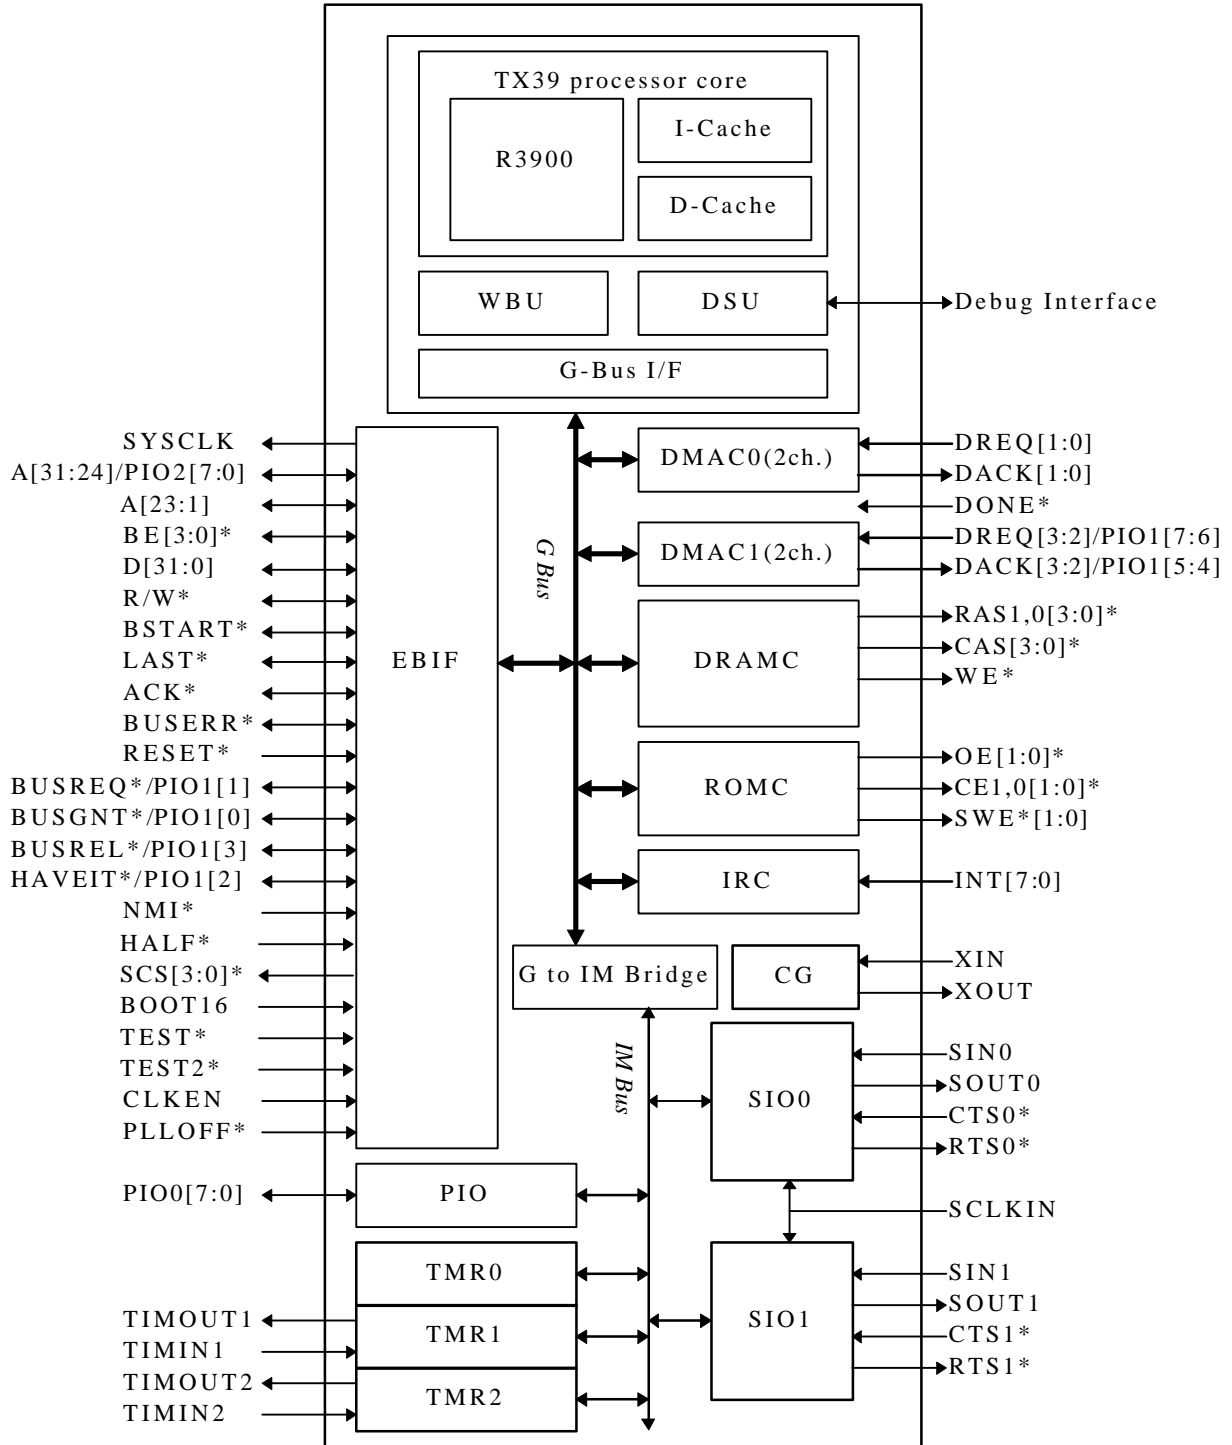 TX39 processor core
R3900
I-Cache
D-Cache
WBU
DSU
Debug Interface
G-Bus I/F
SYSCLK
A[31:24]/PIO2[7:0]
A[23:1]
BE[3:0]*
D[31:0]
R/W*
BSTART*
LAST*
ACK*
BUSERR*
RESET*
BUSREQ*/PIO1[1]
BUSGNT*/PIO1[0]
BUSREL*/PIO1[3]
HAVEIT*/PIO1[2]
NMI*
HALF*
SCS[3:0]*
BOOT16
TEST*
TEST2*
CLKEN
PLLOFF*
EBIF
G Bus
DMAC0(2ch.)
DREQ[1:0]
DACK[1:0]
DONE*
DMAC1(2ch.)
DREQ[3:2]/PIO1[7:6]
DACK[3:2]/PIO1[5:4]
DRAMC
RAS1,0[3:0]*
CAS[3:0]*
WE*
ROMC
OE[1:0]*
CE1,0[1:0]*
SWE*[1:0]
IRC
INT[7:0]
G to IM Bridge
CG
XIN
XOUT
IM Bus
SIO0
SIN0
SOUT0
CTS0*
RTS0*
SCLKIN
PIO0[7:0]
PIO
TMR0
TIMOUT1
TIMIN1
TMR1
TIMOUT2
TIMIN2
TMR2
SIO1
SIN1
SOUT1
CTS1*
RTS1*